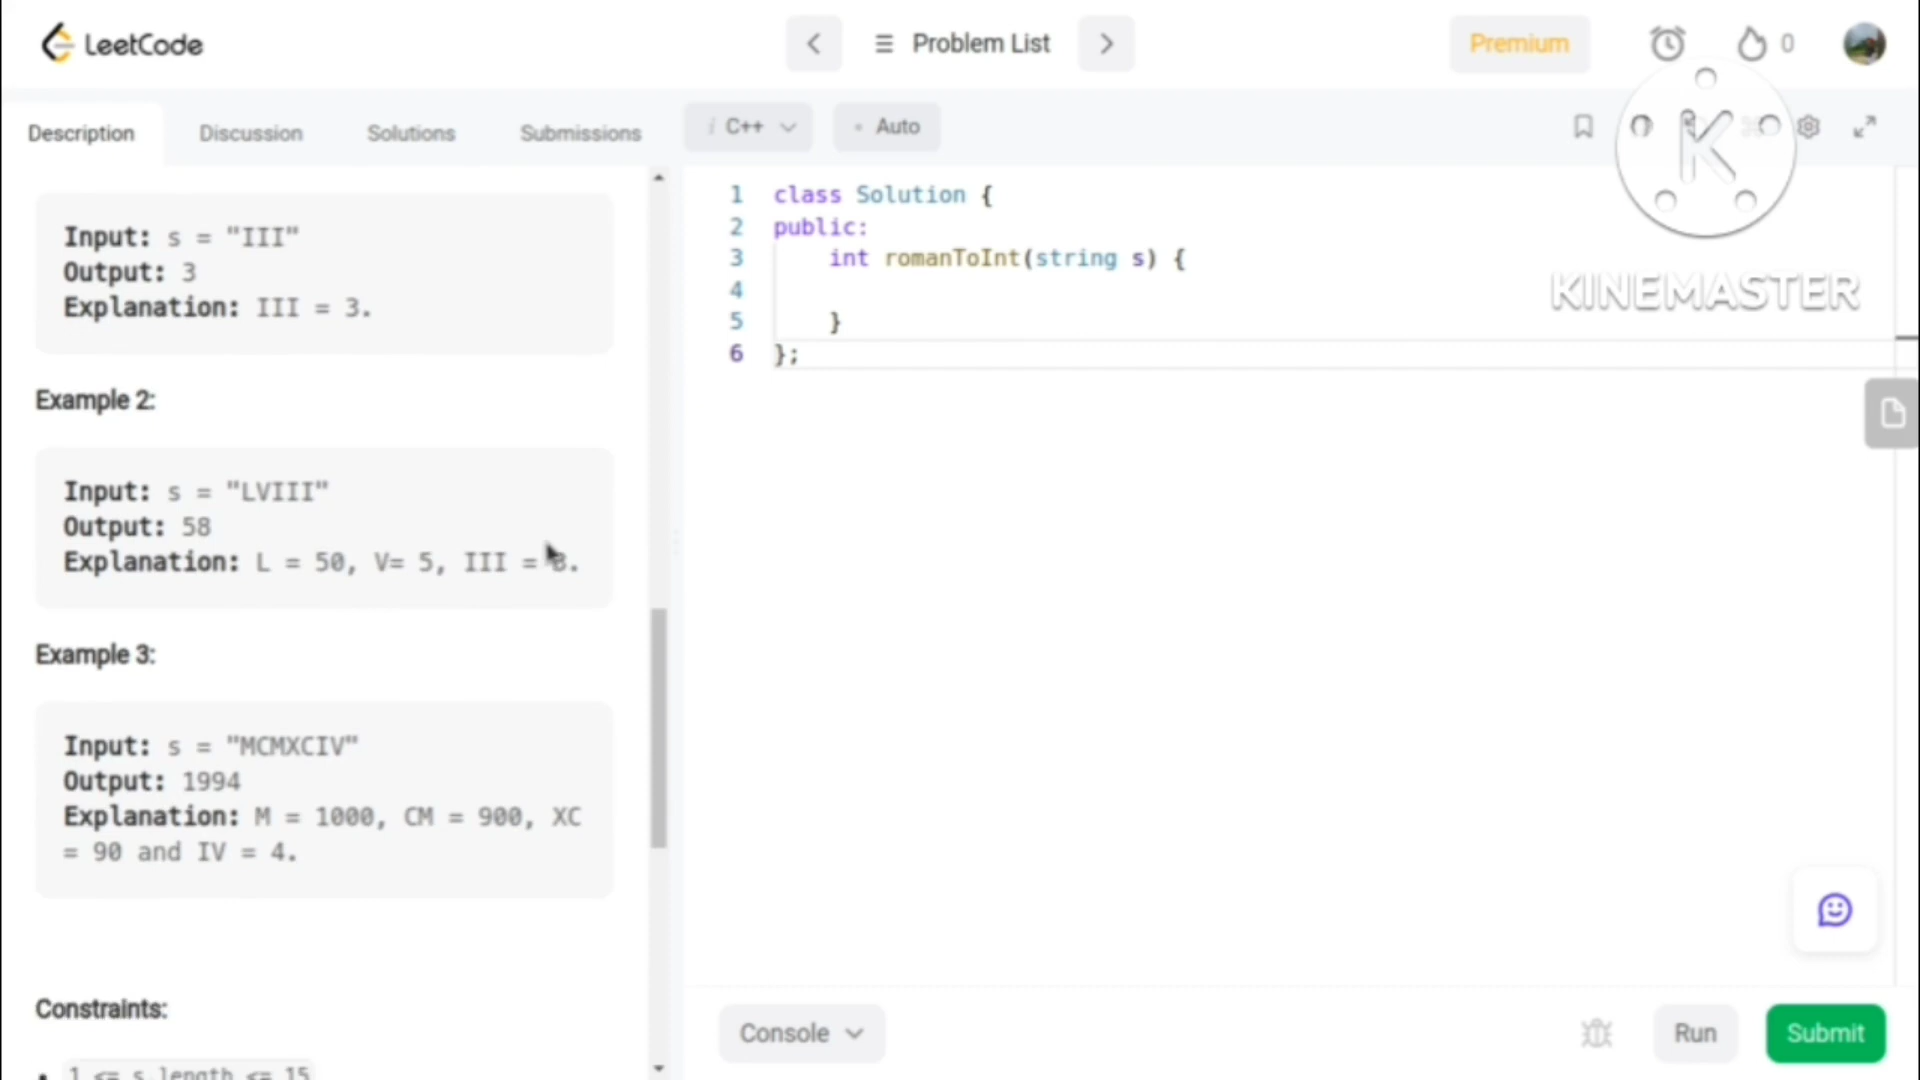 LeetCode
Problem List
Premium
0
Description
Discussion
Solutions
Submissions
i C++
Auto
KINEMASTER
Input: s = "III"
Output: 3
Explanation: III = 3.
Example 2:
Input: s = "LVIII"
Output: 58
Explanation: L = 50, V= 5, III = 3.
Example 3:
Input: s = "MCMXCIV"
Output: 1994
Explanation: M = 1000, CM = 900, XC
= 90 and IV = 4.
Constraints:
1 <= s.length <= 15
1 class Solution {
2 public:
3 int romanToInt(string s) {
4
5 }
6 };
Console
Run
Submit